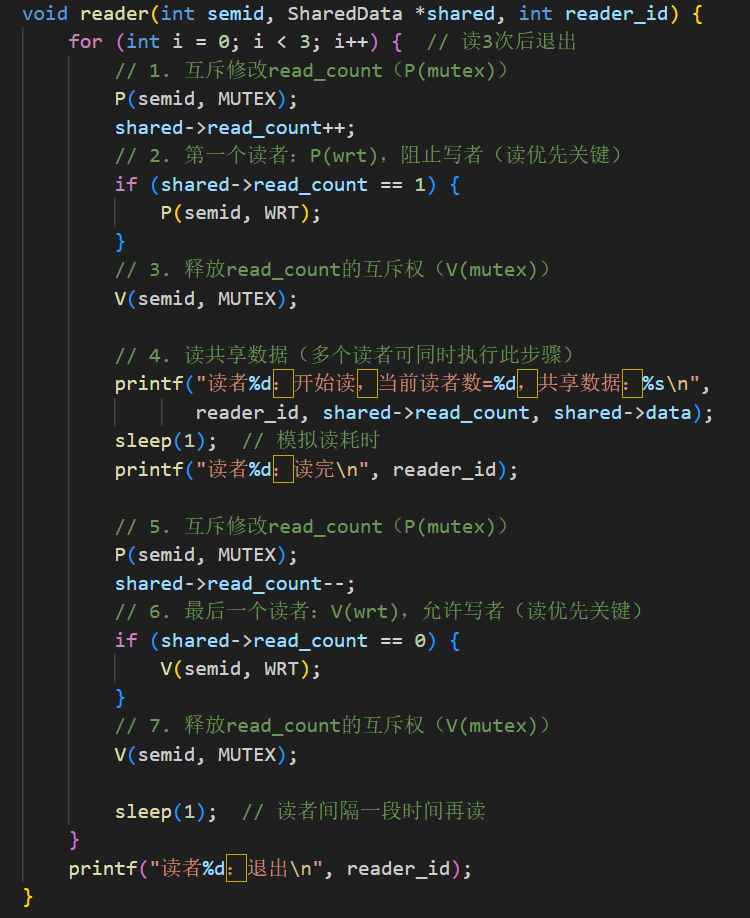 void reader(int semid, SharedData *shared, int reader_id) {
    for (int i = 0; i < 3; i++) {  // 读3次后退出
        // 1. 互斥修改read_count（P(mutex)）
        P(semid, MUTEX);
        shared->read_count++;
        // 2. 第一个读者：P(wrt)，阻止写者（读优先关键）
        if (shared->read_count == 1) {
            P(semid, WRT);
        }
        // 3. 释放read_count的互斥权（V(mutex)）
        V(semid, MUTEX);

        // 4. 读共享数据（多个读者可同时执行此步骤）
        printf("读者%d：开始读，当前读者数=%d，共享数据：%s\n",
               reader_id, shared->read_count, shared->data);
        sleep(1);  // 模拟读耗时
        printf("读者%d：读完\n", reader_id);

        // 5. 互斥修改read_count（P(mutex)）
        P(semid, MUTEX);
        shared->read_count--;
        // 6. 最后一个读者：V(wrt)，允许写者（读优先关键）
        if (shared->read_count == 0) {
            V(semid, WRT);
        }
        // 7. 释放read_count的互斥权（V(mutex)）
        V(semid, MUTEX);

        sleep(1);  // 读者间隔一段时间再读
    }
    printf("读者%d：退出\n", reader_id);
}